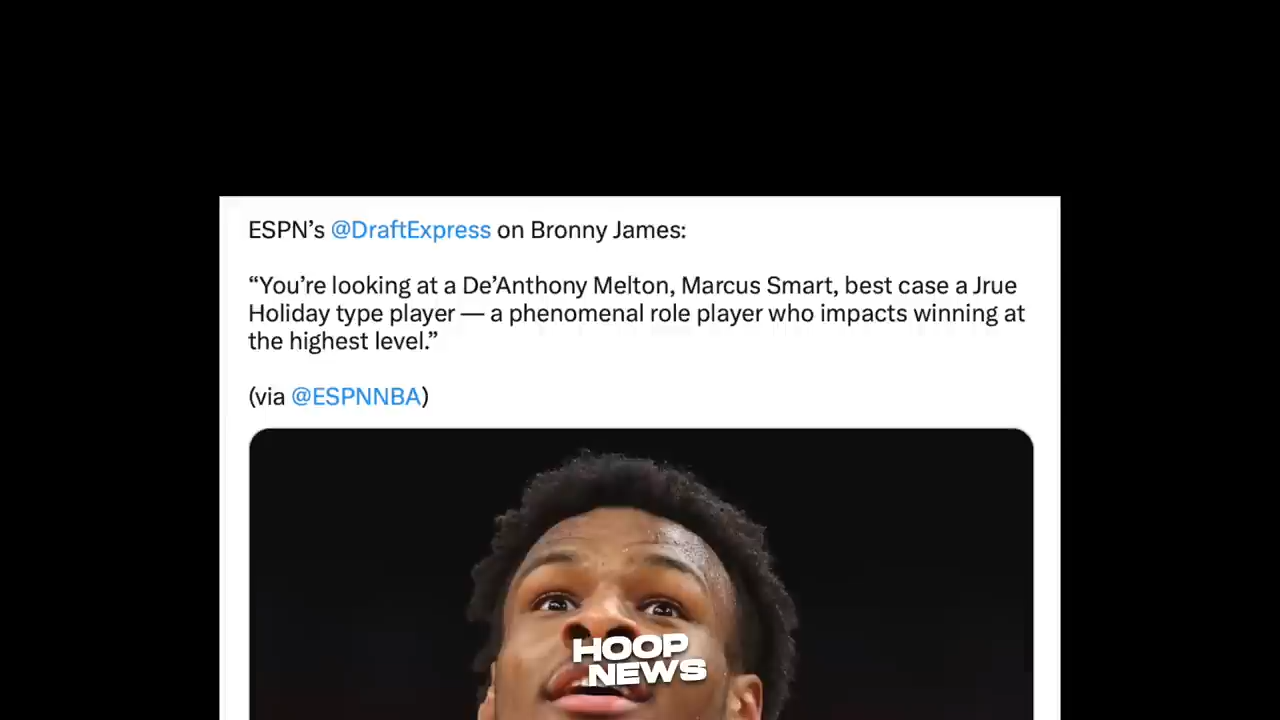 ESPN’s @DraftExpress on Bronny James:
“You’re looking at a De’Anthony Melton, Marcus Smart, best case a Jrue
Holiday type player — a phenomenal role player who impacts winning at
the highest level.”
(via @ESPNNBA)
HOOP
NEWS